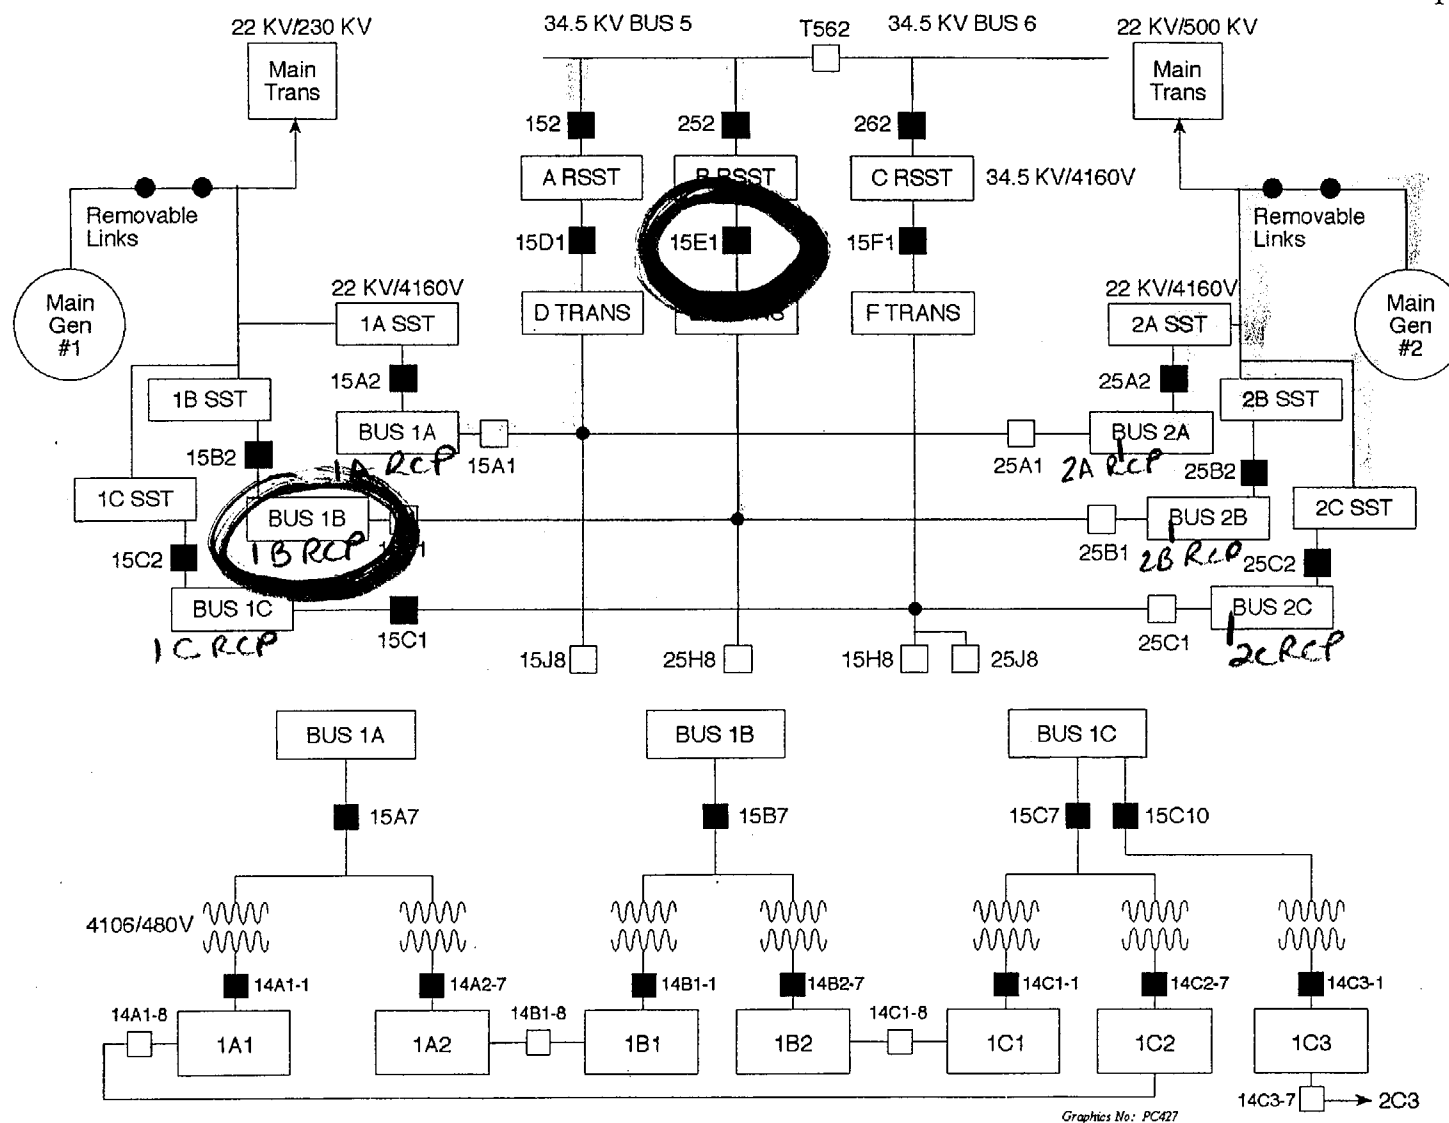 22 KV/230 KV
34.5 KV BUS 5
T562
34.5 KV BUS 6
22 KV/500 KV
Main
Trans
Main
Trans
152
252
262
A RSST
B RSST
C RSST
34.5 KV/4160V
Removable
Links
Removable
Links
15D1
15E1
15F1
Main
Gen
#1
22 KV/4160V
1A SST
D TRANS
F TRANS
22 KV/4160V
2A SST
Main
Gen
#2
15A2
25A2
1B SST
2B SST
BUS 1A
15A1
25A1
BUS 2A
15B2
1A RCP
2A RCP
25B2
1C SST
2C SST
BUS 1B
25B1
BUS 2B
1B RCP
2B RCP
15C2
25C2
BUS 1C
15C1
25C1
BUS 2C
1C RCP
2C RCP
15J8
25H8
15H8
25J8
BUS 1A
BUS 1B
BUS 1C
15A7
15B7
15C7
15C10
4106/480V
14A1-1
14A2-7
14B1-1
14B2-7
14C1-1
14C2-7
14C3-1
14A1-8
14B1-8
14C1-8
1A1
1A2
1B1
1B2
1C1
1C2
1C3
14C3-7
2C3
Graphics No: PC427